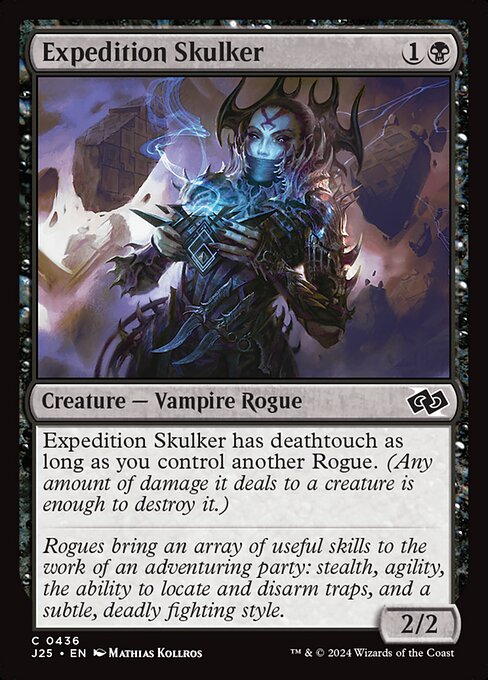 Expedition Skulker 1
Creature — Vampire Rogue
Expedition Skulker has deathtouch as
long as you control another Rogue. (Any
amount of damage it deals to a creature is
enough to destroy it.)
Rogues bring an array of useful skills to the
work of an adventuring party: stealth, agility,
the ability to locate and disarm traps, and a
subtle, deadly fighting style.
2/2
C 0436
J25 • EN Mathias Kollros
™ & © 2024 Wizards of the Coast